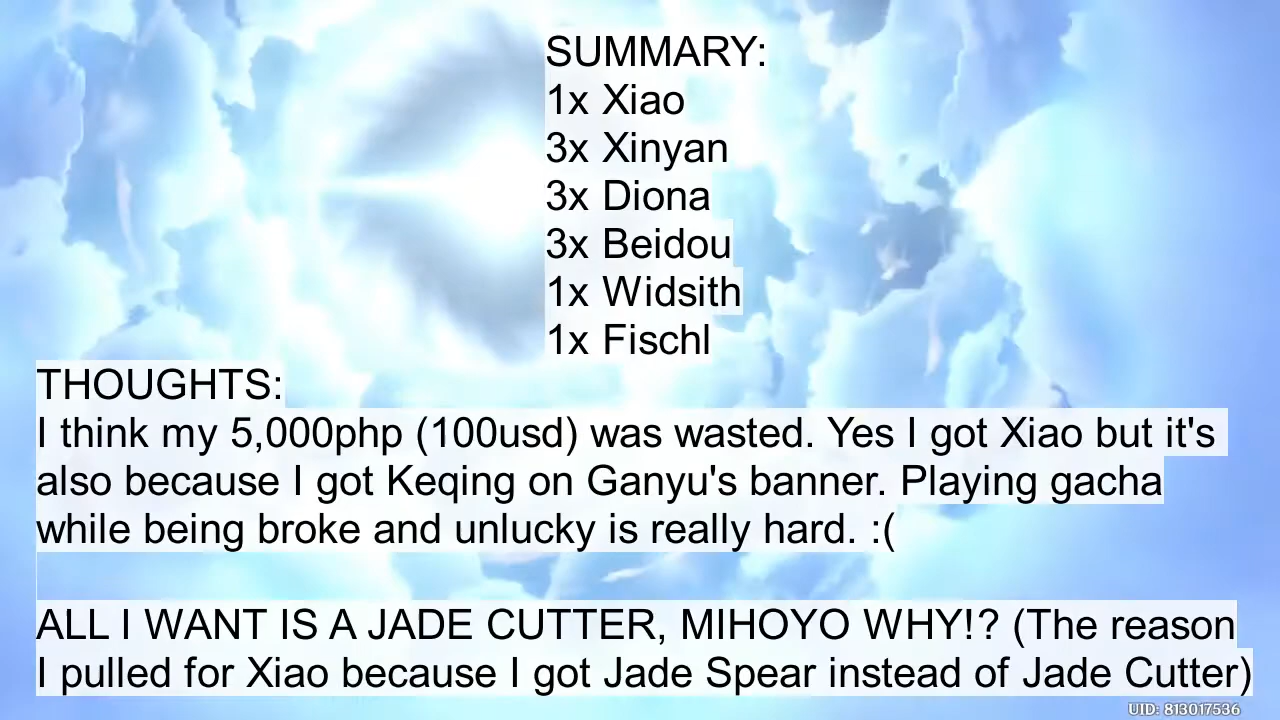 SUMMARY:
1x Xiao
3x Xinyan
3x Diona
3x Beidou
1x Widsith
1x Fischl
THOUGHTS:
I think my 5,000php (100usd) was wasted. Yes I got Xiao but it's
also because I got Keqing on Ganyu's banner. Playing gacha
while being broke and unlucky is really hard. :(
ALL I WANT IS A JADE CUTTER, MIHOYO WHY!? (The reason
I pulled for Xiao because I got Jade Spear instead of Jade Cutter)
UID: 813017536